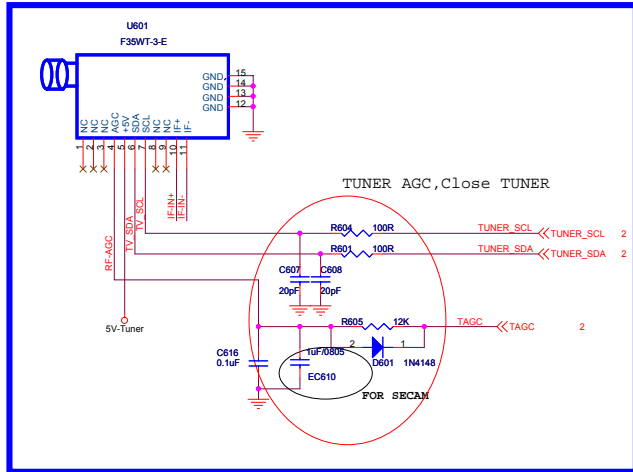 U601
F35WT-3-E
GND 15
GND 14
GND 13
GND 12
NC NC NC AGC +5V SDA SCL NC NC IF+ IF-
1 2 3 4 5 6 7 8 9 10 11
RF-AGC
TV_SDA
TV_SCL
IF-IN+
IF-IN-
TUNER AGC,Close TUNER
R604 100R TUNER_SCL TUNER_SCL 2
R601 100R TUNER_SDA TUNER_SDA 2
C607 C608
20pF 20pF
5V-Tuner
R605 12K TAGC TAGC 2
C616
0.1uF
1uF/0805
EC610
2 1
D601 1N4148
FOR SECAM